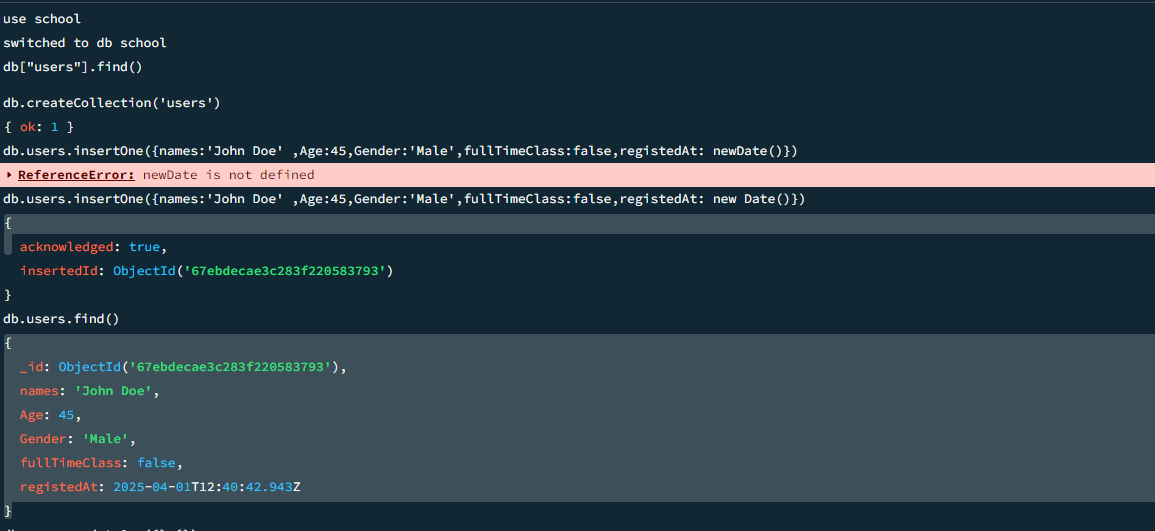 use school
switched to db school
db["users"].find()
db.createCollection('users')
{ ok: 1 }
db.users.insertOne({names:'John Doe' ,Age:45,Gender:'Male',fullTimeClass:false,registedAt: newDate()})
ReferenceError: newDate is not defined
db.users.insertOne({names:'John Doe' ,Age:45,Gender:'Male',fullTimeClass:false,registedAt: new Date()})
{
acknowledged: true,
insertedId: ObjectId('67ebdecae3c283f220583793')
}
db.users.find()
{
_id: ObjectId('67ebdecae3c283f220583793'),
names: 'John Doe',
Age: 45,
Gender: 'Male',
fullTimeClass: false,
registedAt: 2025-04-01T12:40:42.943Z
}